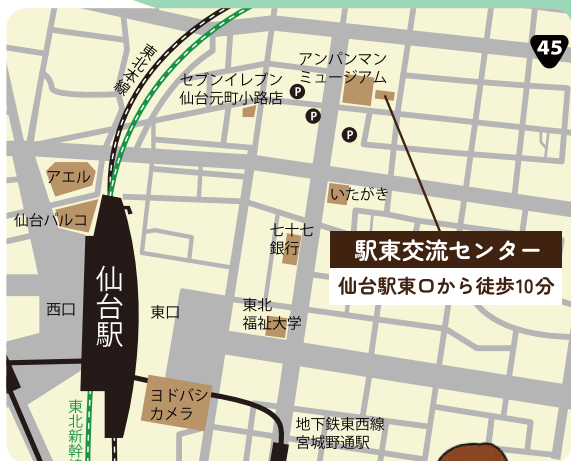 45
東北本線
アンパンマン
ミュージアム
セブンイレブン
仙台元町小路店
P
P
P
アエル
いたがき
仙台パルコ
七十七
銀行
駅東交流センター
仙台駅東口から徒歩10分
仙台駅
西口
東口
東北
福祉大学
ヨドバシ
カメラ
東北新幹線
地下鉄東西線
宮城野通駅